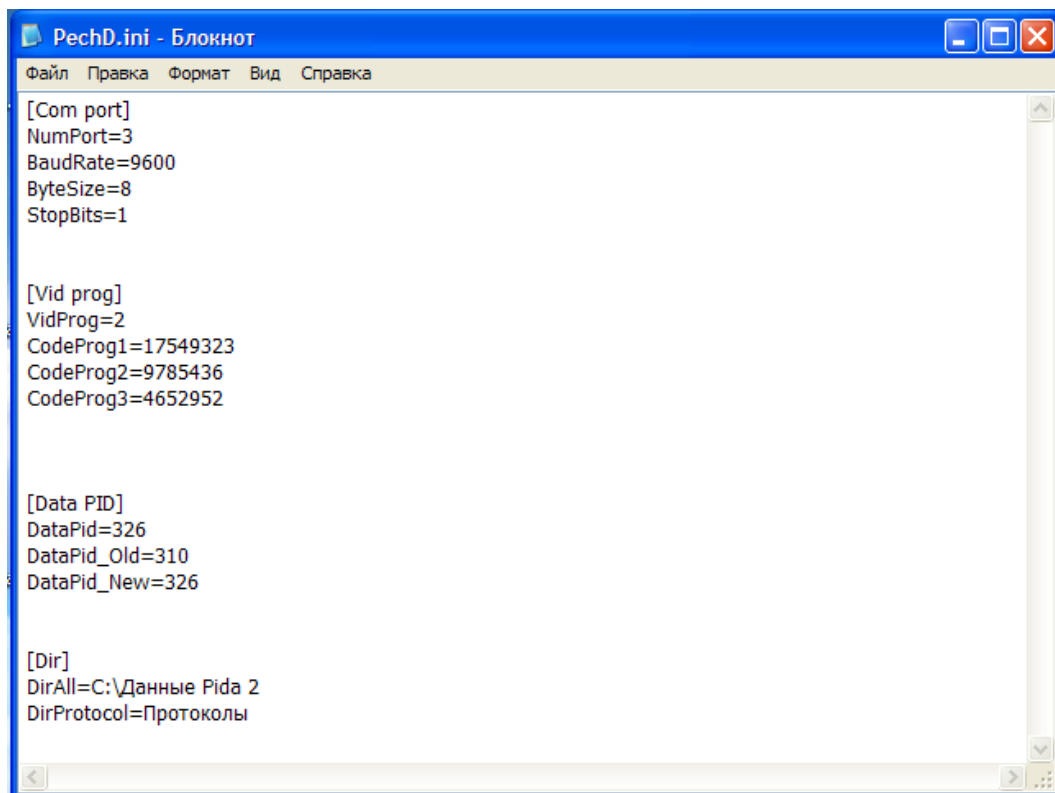 PechD.ini - Блокнот
Файл Правка Формат Вид Справка
[Com port]
NumPort=3
BaudRate=9600
ByteSize=8
StopBits=1
[Vid prog]
VidProg=2
CodeProg1=17549323
CodeProg2=9785436
CodeProg3=4652952
[Data PID]
DataPid=326
DataPid_Old=310
DataPid_New=326
[Dir]
DirAll=C:\Данные Pida 2
DirProtocol=Протоколы